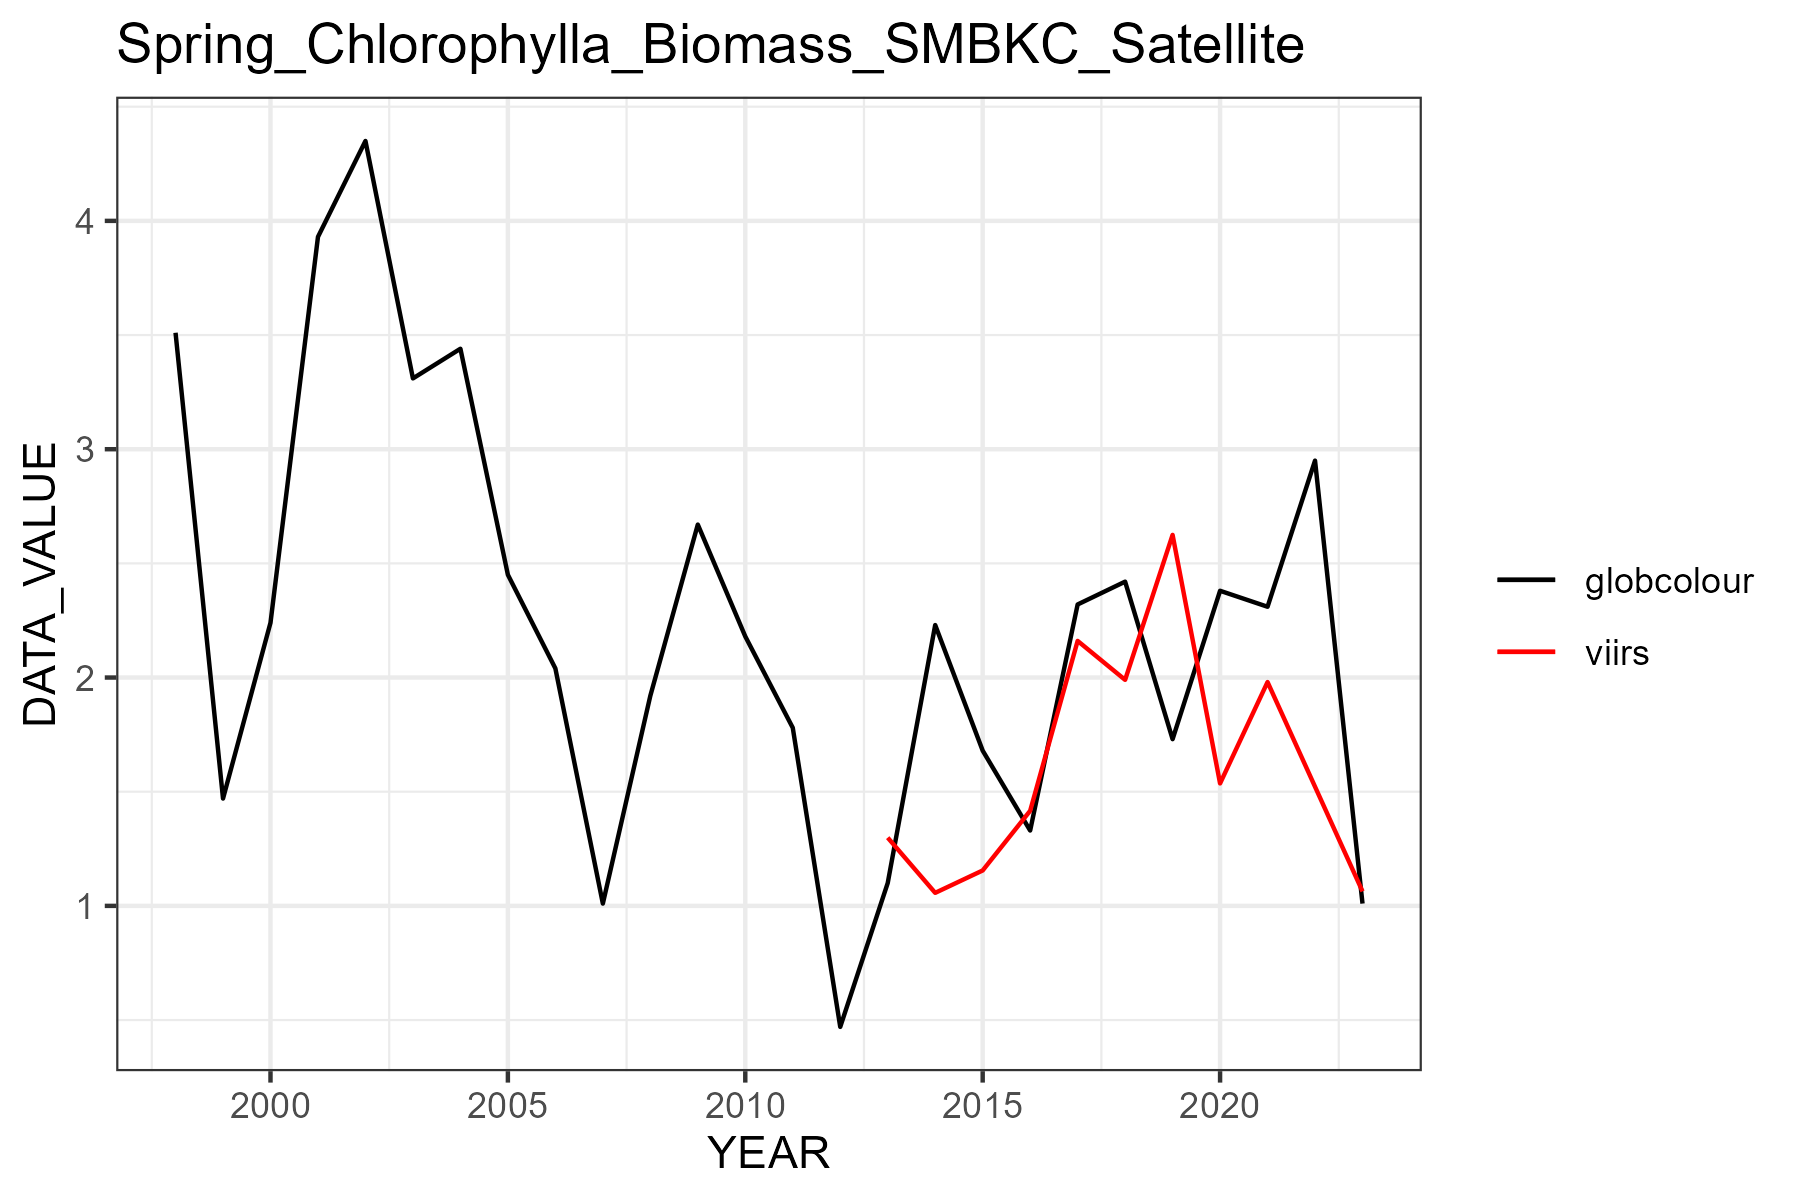 Spring_Chlorophylla_Biomass_SMBKC_Satellite
DATA_VALUE
4
3
2
1
2000 2005 2010 2015 2020
YEAR
globcolour
viirs